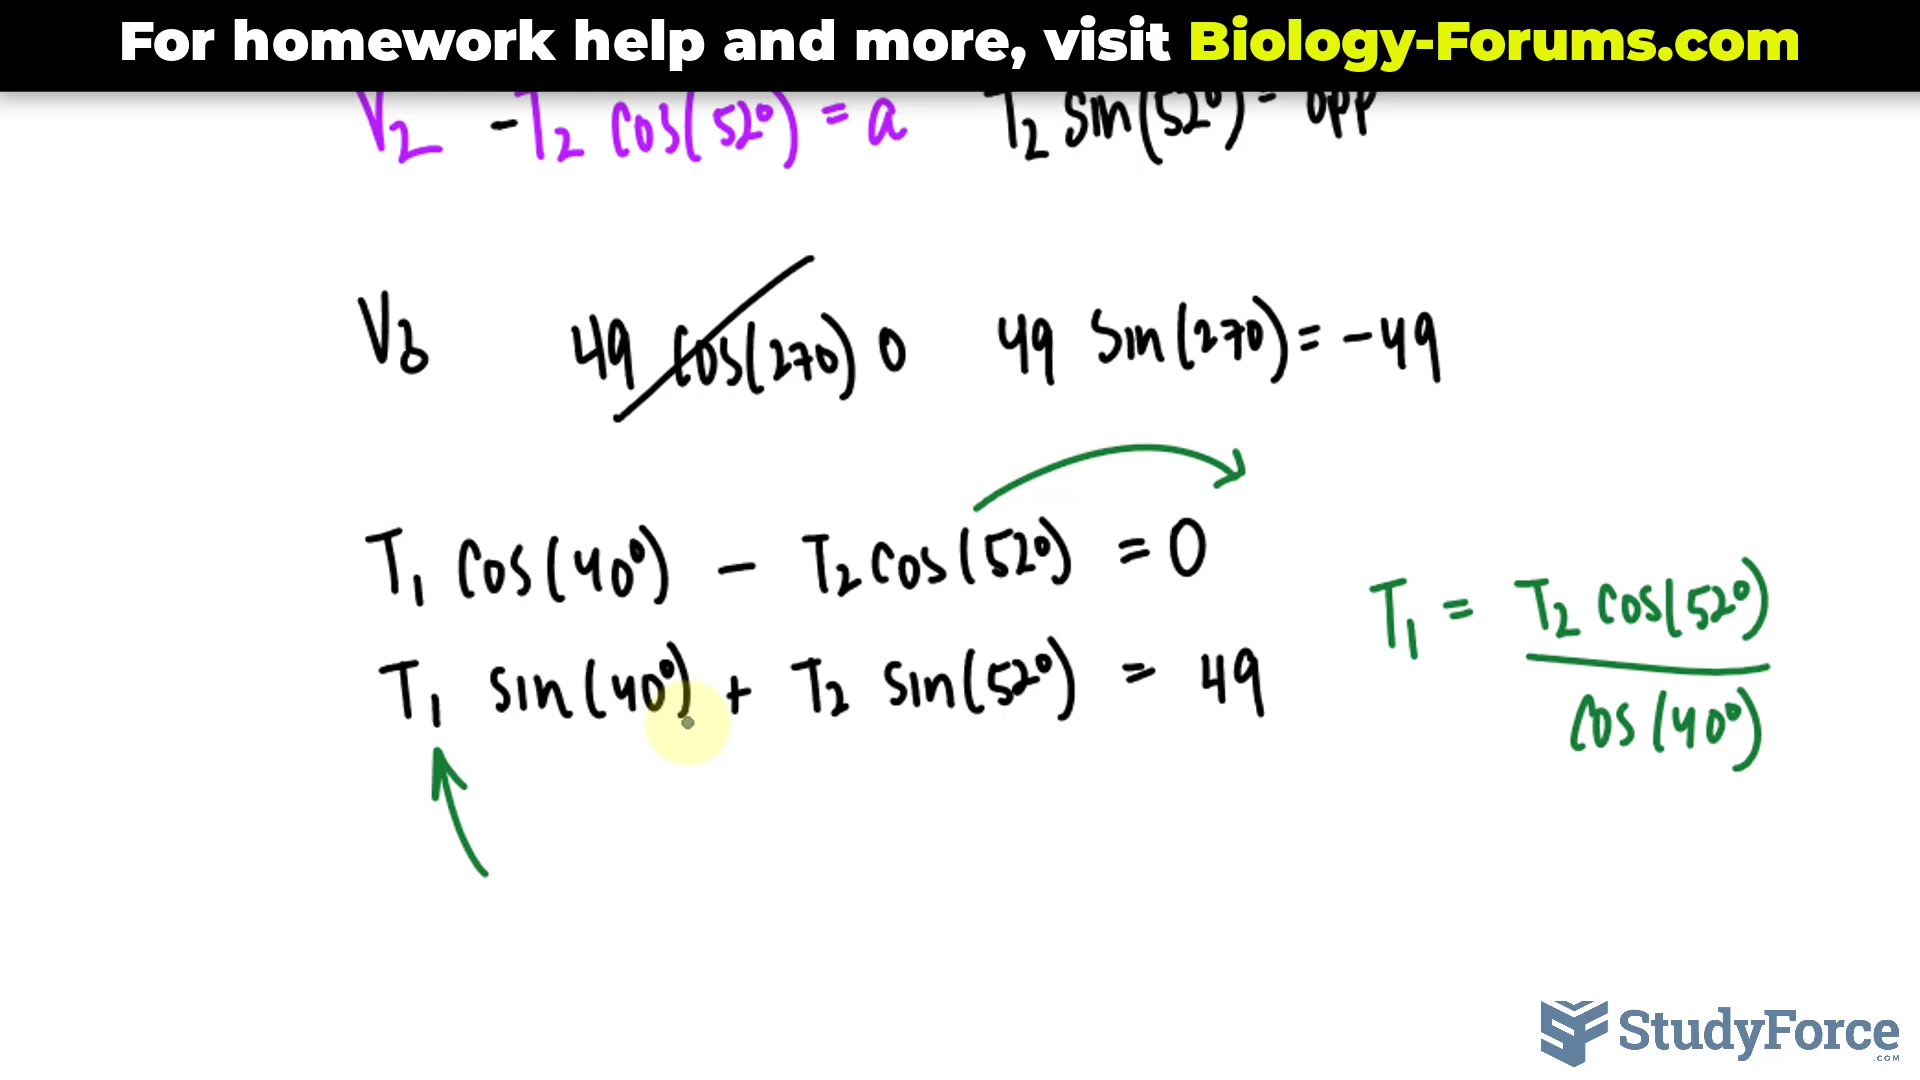 For homework help and more, visit Biology-Forums.com
V2 -T2 cos(52°) = a T2 sin(52°) = opp
V3 49 cos(270) 0 49 sin(270) = -49
T1 cos(40°) - T2 cos(52°) = 0
T1 sin(40°) + T2 sin(52°) = 49
T1 = T2 cos(52°)
cos(40°)
StudyForce
.COM